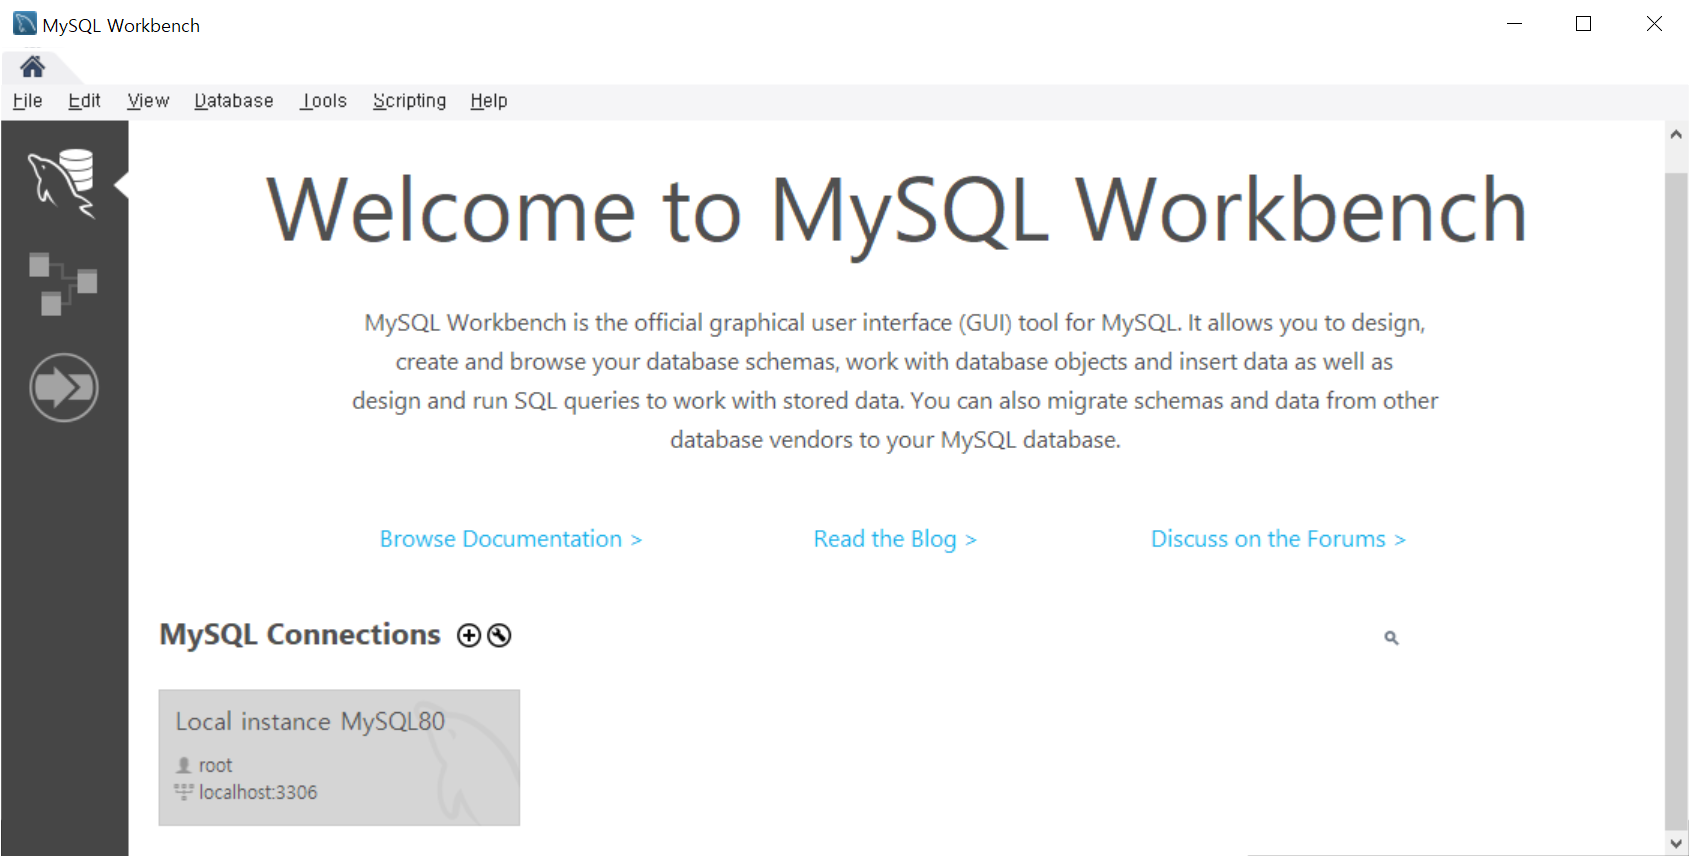 MySQL Workbench
File Edit View Database Tools Scripting Help
Welcome to MySQL Workbench
MySQL Workbench is the official graphical user interface (GUI) tool for MySQL. It allows you to design,
create and browse your database schemas, work with database objects and insert data as well as
design and run SQL queries to work with stored data. You can also migrate schemas and data from other
database vendors to your MySQL database.
Browse Documentation > Read the Blog > Discuss on the Forums >
MySQL Connections
Local instance MySQL80
root
localhost:3306